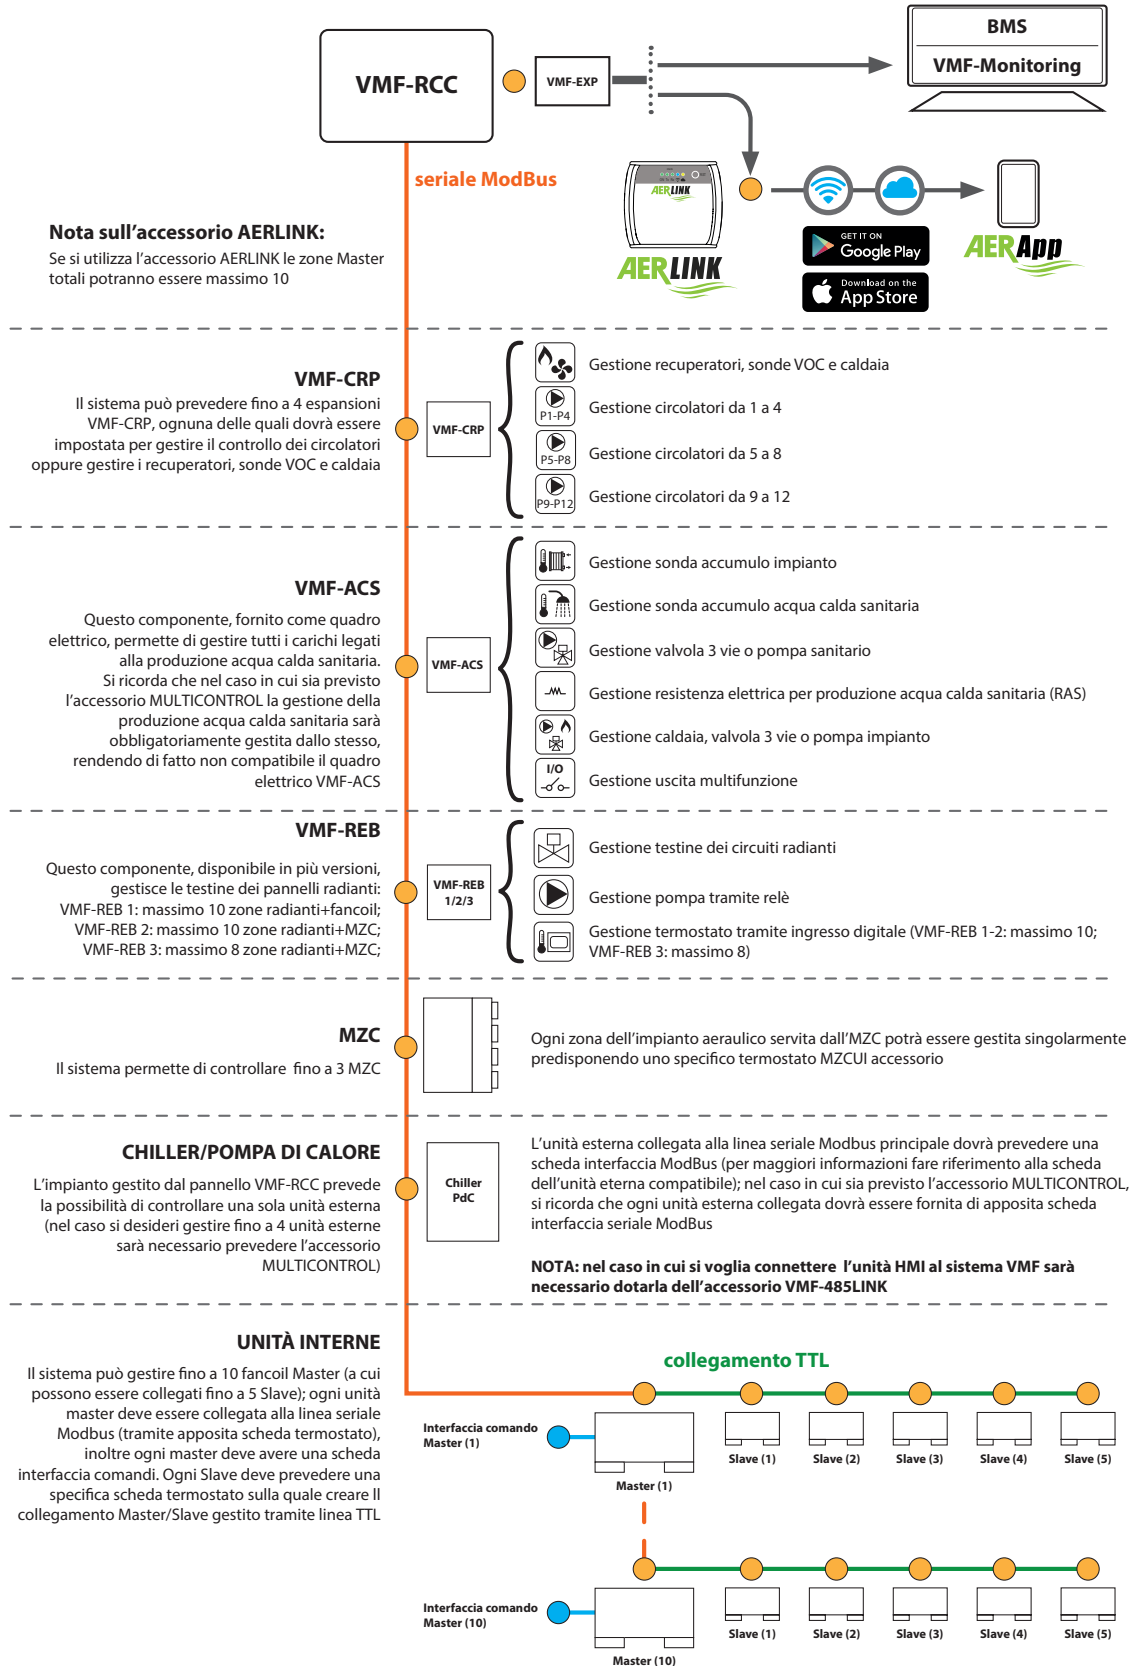 BMS
VMF-Monitoring
VMF-RCC
VMF-EXP
seriale ModBus
AERLINK
AERLINK
GET IT ON
Google Play
Download on the
App Store
AERApp
Nota sull'accessorio AERLINK:
Se si utilizza l'accessorio AERLINK le zone Master
totali potranno essere massimo 10
VMF-CRP
Il sistema può prevedere fino a 4 espansioni
VMF-CRP, ognuna delle quali dovrà essere
impostata per gestire il controllo dei circolatori
oppure gestire i recuperatori, sonde VOC e caldaia
VMF-CRP
Gestione recuperatori, sonde VOC e caldaia
P1-P4
Gestione circolatori da 1 a 4
P5-P8
Gestione circolatori da 5 a 8
P9-P12
Gestione circolatori da 9 a 12
VMF-ACS
Questo componente, fornito come quadro
elettrico, permette di gestire tutti i carichi legati
alla produzione acqua calda sanitaria.
Si ricorda che nel caso in cui sia previsto
l'accessorio MULTICONTROL la gestione della
produzione acqua calda sanitaria sarà
obbligatoriamente gestita dallo stesso,
rendendo di fatto non compatibile il quadro
elettrico VMF-ACS
VMF-ACS
Gestione sonda accumulo impianto
Gestione sonda accumulo acqua calda sanitaria
Gestione valvola 3 vie o pompa sanitario
Gestione resistenza elettrica per produzione acqua calda sanitaria (RAS)
Gestione caldaia, valvola 3 vie o pompa impianto
I/O
Gestione uscita multifunzione
VMF-REB
Questo componente, disponibile in più versioni,
gestisce le testine dei pannelli radianti:
VMF-REB 1: massimo 10 zone radianti+fancoil;
VMF-REB 2: massimo 10 zone radianti+MZC;
VMF-REB 3: massimo 8 zone radianti+MZC;
VMF-REB
1/2/3
Gestione testine dei circuiti radianti
Gestione pompa tramite relè
Gestione termostato tramite ingresso digitale (VMF-REB 1-2: massimo 10;
VMF-REB 3: massimo 8)
MZC
Il sistema permette di controllare fino a 3 MZC
Ogni zona dell'impianto aeraulico servita dall'MZC potrà essere gestita singolarmente
predisponendo uno specifico termostato MZCUI accessorio
CHILLER/POMPA DI CALORE
L'impianto gestito dal pannello VMF-RCC prevede
la possibilità di controllare una sola unità esterna
(nel caso si desideri gestire fino a 4 unità esterne
sarà necessario prevedere l'accessorio
MULTICONTROL)
Chiller
PdC
L'unità esterna collegata alla linea seriale Modbus principale dovrà prevedere una
scheda interfaccia ModBus (per maggiori informazioni fare riferimento alla scheda
dell'unità eterna compatibile); nel caso in cui sia previsto l'accessorio MULTICONTROL,
si ricorda che ogni unità esterna collegata dovrà essere fornita di apposita scheda
interfaccia seriale ModBus
NOTA: nel caso in cui si voglia connettere l'unità HMI al sistema VMF sarà
necessario dotarla dell'accessorio VMF-485LINK
UNITÀ INTERNE
Il sistema può gestire fino a 10 fancoil Master (a cui
possono essere collegati fino a 5 Slave); ogni unità
master deve essere collegata alla linea seriale
Modbus (tramite apposita scheda termostato),
inoltre ogni master deve avere una scheda
interfaccia comandi. Ogni Slave deve prevedere una
specifica scheda termostato sulla quale creare ll
collegamento Master/Slave gestito tramite linea TTL
collegamento TTL
Interfaccia comando
Master (1)
Master (1)
Slave (1)
Slave (2)
Slave (3)
Slave (4)
Slave (5)
Interfaccia comando
Master (10)
Master (10)
Slave (1)
Slave (2)
Slave (3)
Slave (4)
Slave (5)